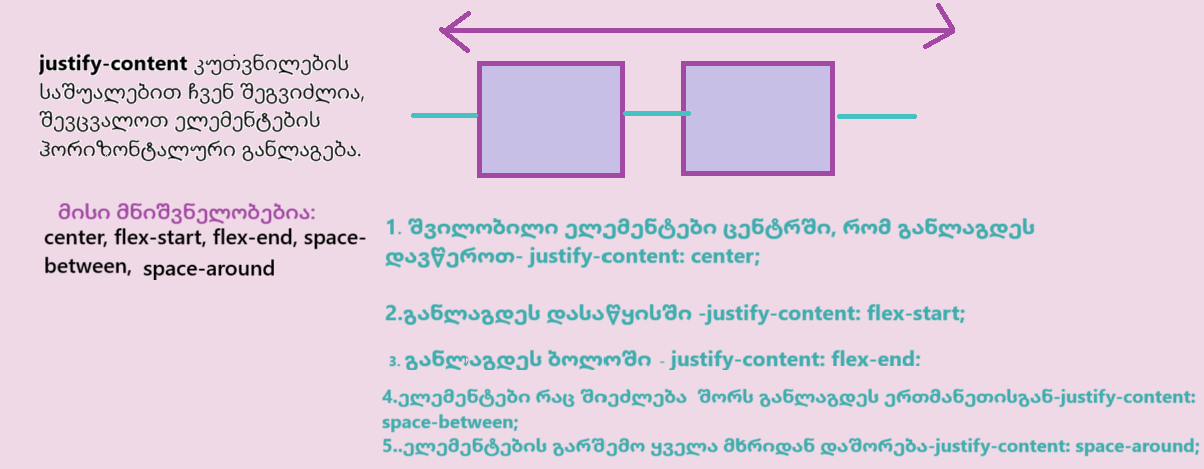 justify-content კუთვნილების
საშუალებით ჩვენ შეგვიძლია,
შევცვალოთ ელემენტების
ჰორიზონტალური განლაგება.
მისი მნიშვნელობებია:
center, flex-start, flex-end, space-
between, space-around
1. შვილობილი ელემენტები ცენტრში, რომ განლაგდეს
დავწეროთ- justify-content: center;
2.განლაგდეს დასაწყისში -justify-content: flex-start;
3. განლაგდეს ბოლოში - justify-content: flex-end:
4.ელემენტები რაც შიეძლება შორს განლაგდეს ერთმანეთისგან-justify-content:
space-between;
5..ელემენტების გარშემო ყველა მხრიდან დაშორება-justify-content: space-around;